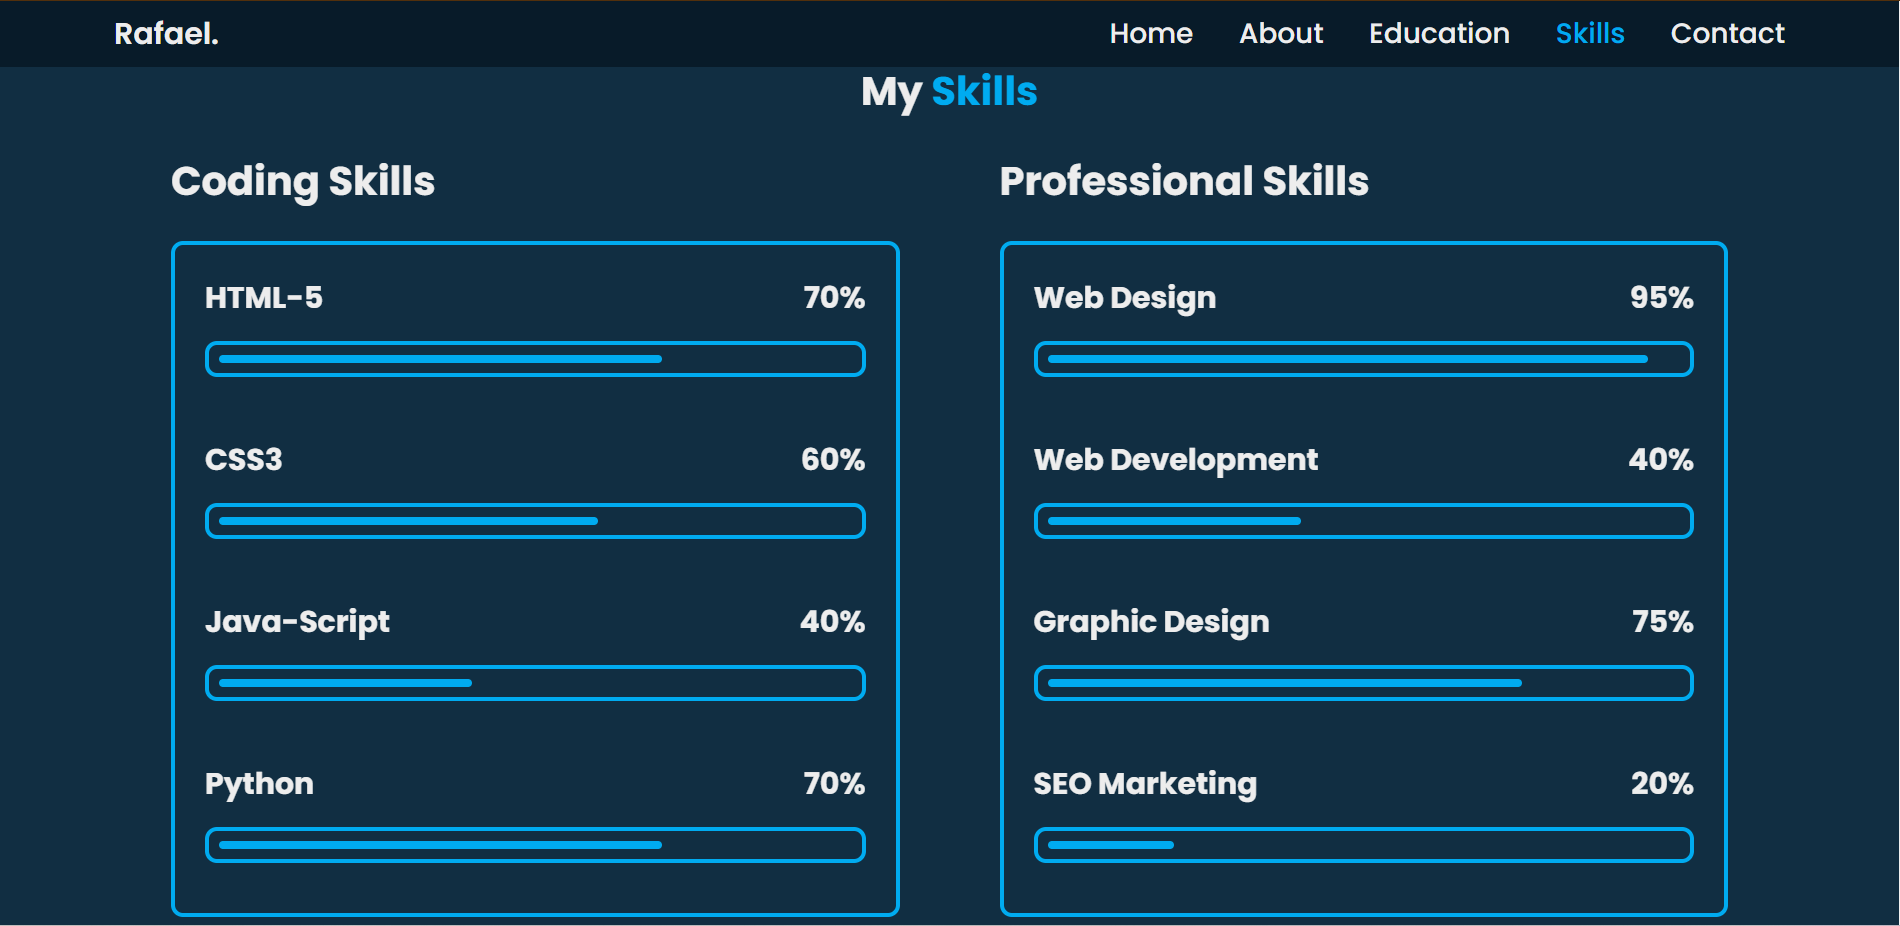 Rafael. Home About Education Skills Contact
My Skills
Coding Skills
HTML-5 70%
CSS3 60%
Java-Script 40%
Python 70%
Professional Skills
Web Design 95%
Web Development 40%
Graphic Design 75%
SEO Marketing 20%